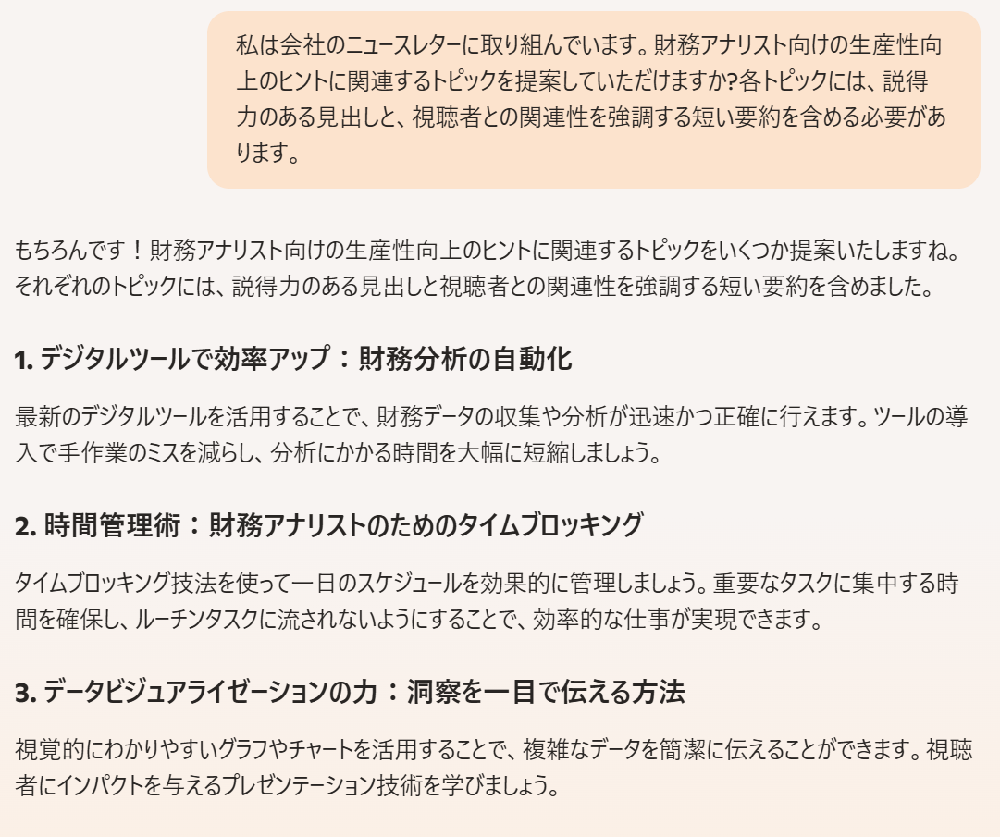 私は会社のニュースレターに取り組んでいます。財務アナリスト向けの生産性向
上のヒントに関連するトピックを提案していただけますか?各トピックには、説得
力のある見出しと、視聴者との関連性を強調する短い要約を含める必要があ
ります。
もちろんです！財務アナリスト向けの生産性向上のヒントに関連するトピックをいくつか提案いたしますね。
それぞれのトピックには、説得力のある見出しと視聴者との関連性を強調する短い要約を含めました。
1. デジタルツールで効率アップ：財務分析の自動化
最新のデジタルツールを活用することで、財務データの収集や分析が迅速かつ正確に行えます。ツールの導
入で手作業のミスを減らし、分析にかかる時間を大幅に短縮しましょう。
2. 時間管理術：財務アナリストのためのタイムブロッキング
タイムブロッキング技法を使って一日のスケジュールを効果的に管理しましょう。重要なタスクに集中する時
間を確保し、ルーチンタスクに流されないようにすることで、効率的な仕事が実現できます。
3. データビジュアライゼーションの力：洞察を一目で伝える方法
視覚的にわかりやすいグラフやチャートを活用することで、複雑なデータを簡潔に伝えることができます。視聴
者にインパクトを与えるプレゼンテーション技術を学びましょう。